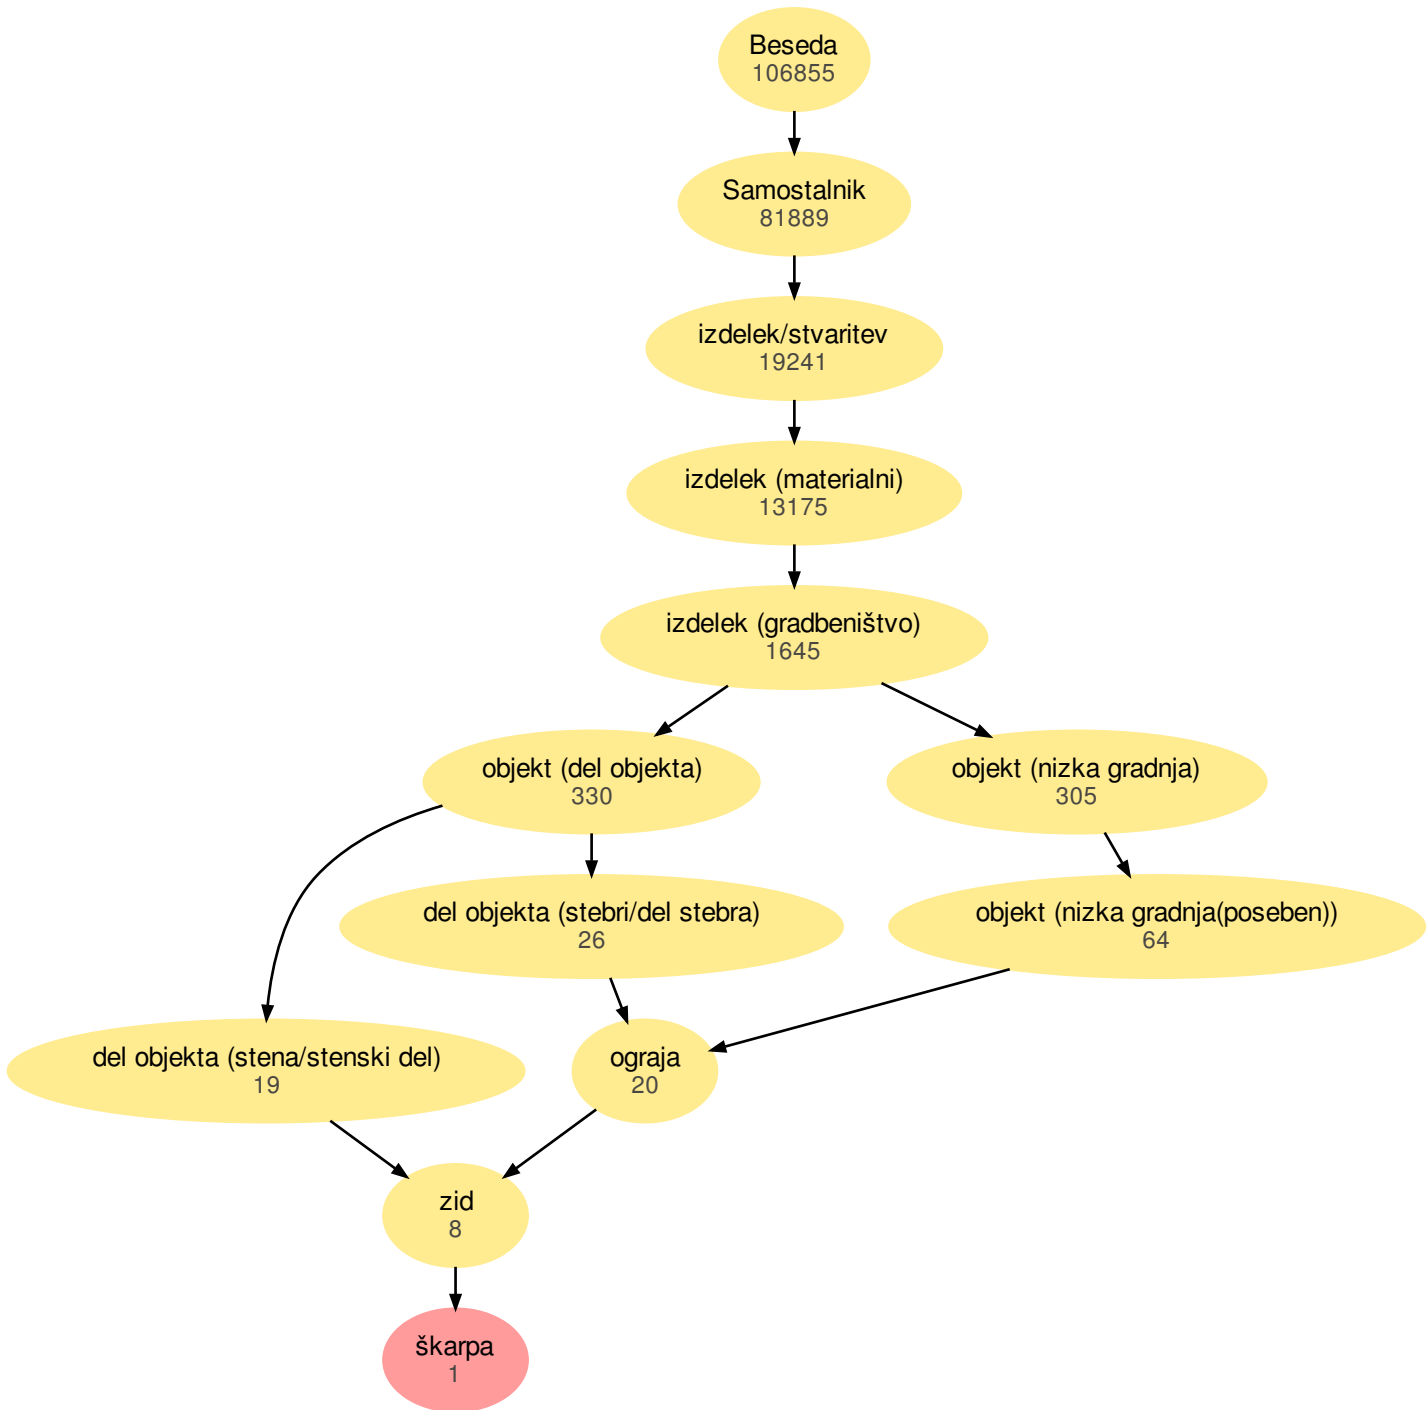 Beseda
106855
Samostalnik
81889
izdelek/stvaritev
19241
izdelek (materialni)
13175
izdelek (gradbeništvo)
1645
objekt (del objekta)
330
objekt (nizka gradnja)
305
del objekta (stebri/del stebra)
26
objekt (nizka gradnja(poseben))
64
del objekta (stena/stenski del)
19
ograja
20
zid
8
škarpa
1